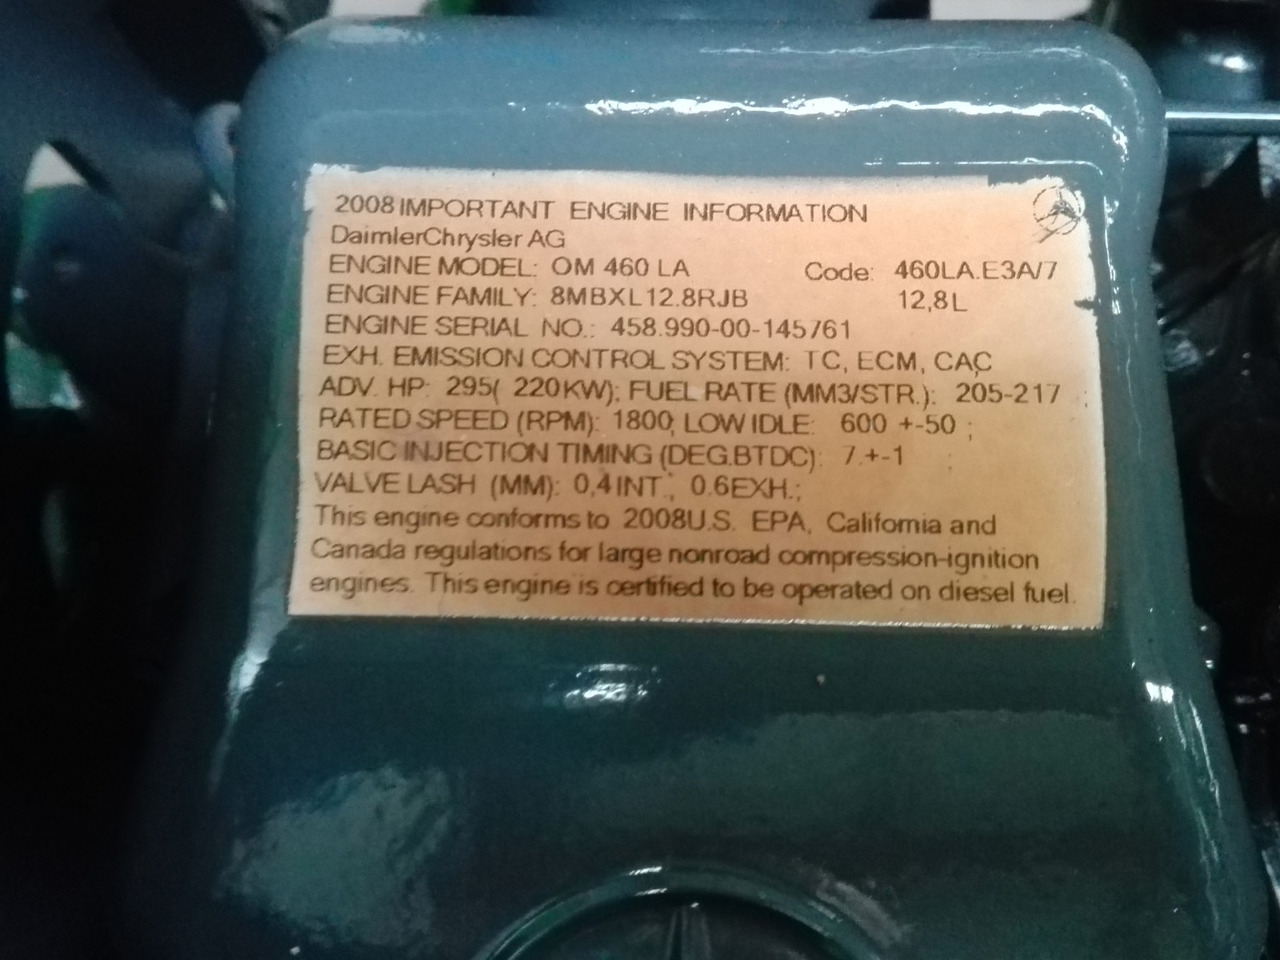 2008 IMPORTANT ENGINE INFORMATION
DaimlerChrysler AG
ENGINE MODEL: OM 460 LA Code: 460LA.E3A/7
ENGINE FAMILY: 8MBXL12.8RJB 12,8L
ENGINE SERIAL NO.: 458.990-00-145761
EXH. EMISSION CONTROL SYSTEM: TC, ECM, CAC
ADV. HP: 295( 220KW); FUEL RATE (MM3/STR.): 205-217 ;
RATED SPEED (RPM): 1800; LOW IDLE: 600 +-50 ;
BASIC INJECTION TIMING (DEG.BTDC): 7.+-1 ;
VALVE LASH (MM): 0,4INT.; 0.6EXH.;
This engine conforms to 2008U.S. EPA, California and
Canada regulations for large nonroad compression-ignition
engines. This engine is certified to be operated on diesel fuel.